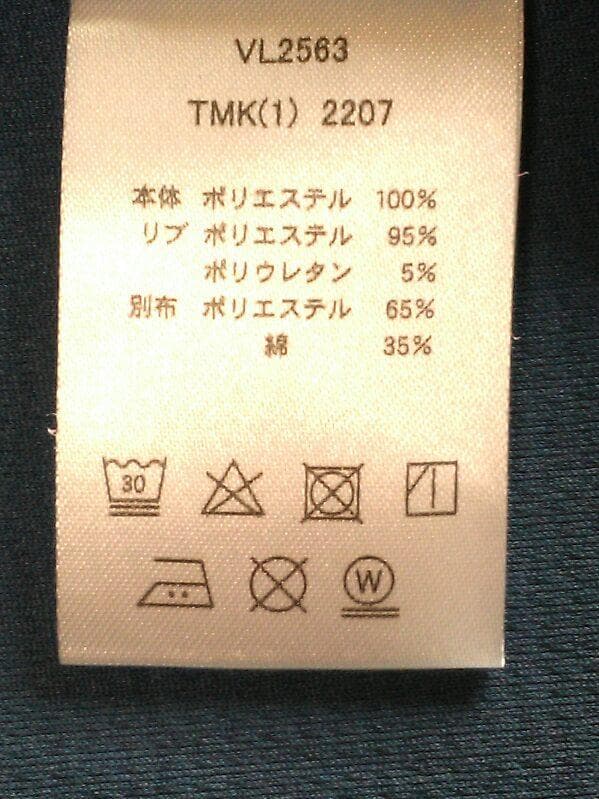 VL2563
TMK(1) 2207
本体 ポリエステル 100%
リブ ポリエステル 95%
ポリウレタン 5%
別布 ポリエステル 65%
綿 35%
30
W